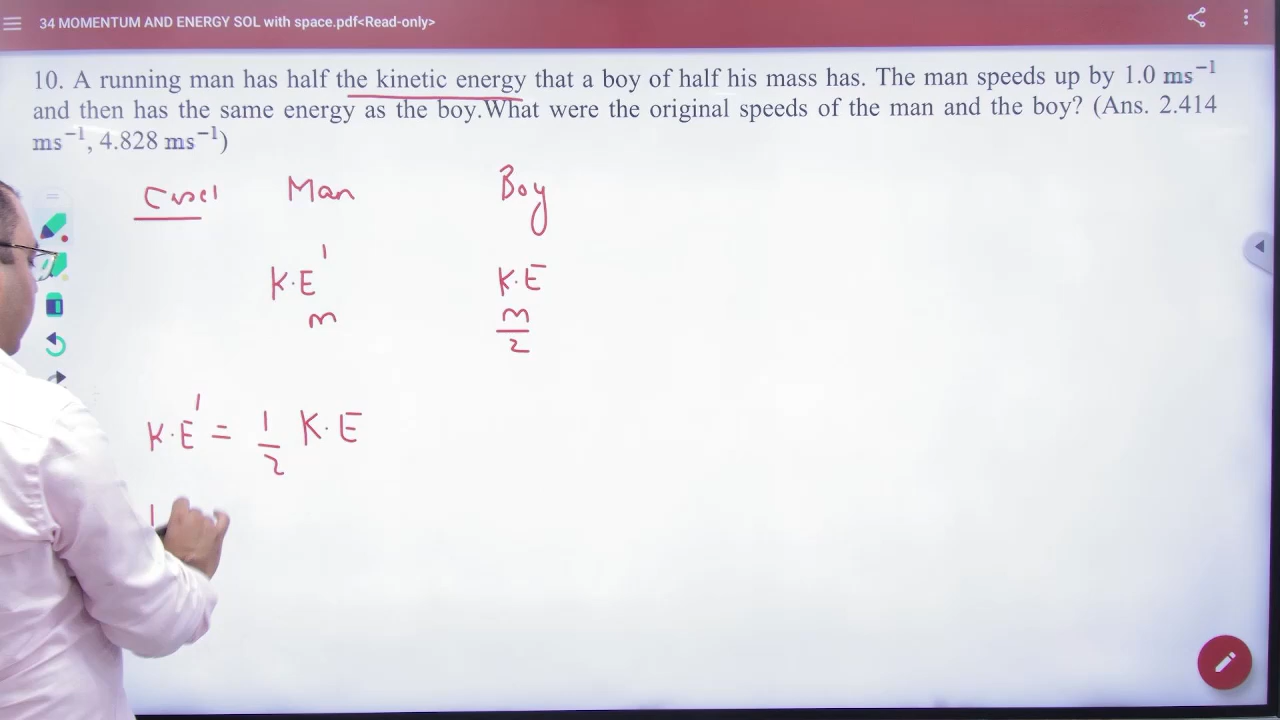 34 MOMENTUM AND ENERGY SOL with space.pdf<Read-only>
10. A running man has half the kinetic energy that a boy of half his mass has. The man speeds up by 1.0 ms⁻¹
and then has the same energy as the boy.What were the original speeds of the man and the boy? (Ans. 2.414
ms⁻¹, 4.828 ms⁻¹)
Case1 Man Boy
K.E' K.E
m m/2
K.E' = 1/2 K.E
1